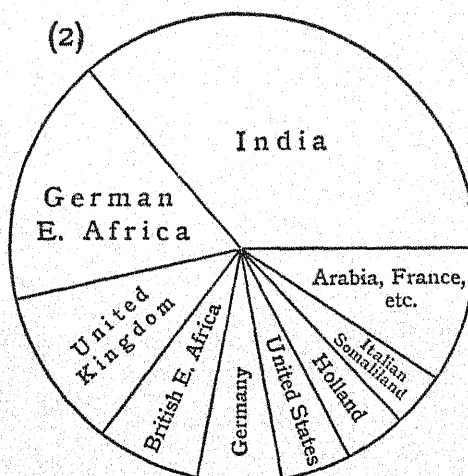 (2)
India
German
E. Africa
United
Kingdom
British E. Africa
Germany
United States
Holland
Italian
Somaliland
Arabia, France,
etc.